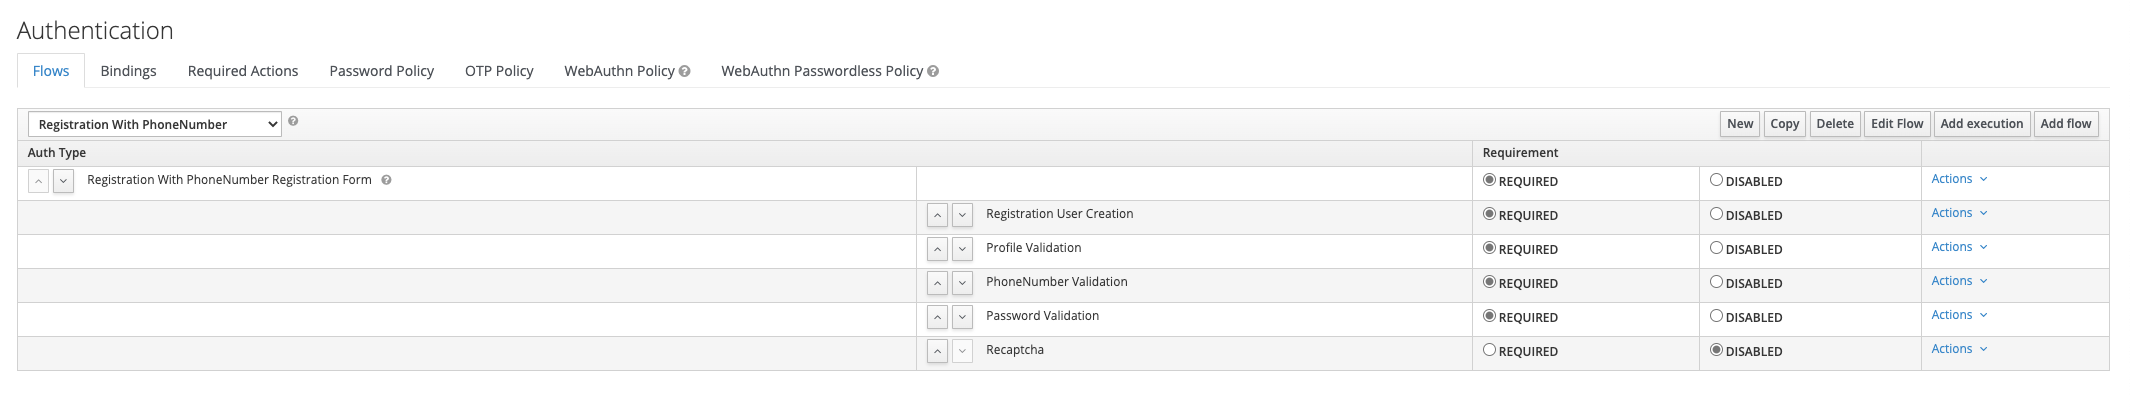 Authentication
Flows Bindings Required Actions Password Policy OTP Policy WebAuthn Policy ? WebAuthn Passwordless Policy ?
Registration With PhoneNumber ? New Copy Delete Edit Flow Add execution Add flow
Auth Type Requirement
Registration With PhoneNumber Registration Form ? REQUIRED DISABLED Actions
Registration User Creation REQUIRED DISABLED Actions
Profile Validation REQUIRED DISABLED Actions
PhoneNumber Validation REQUIRED DISABLED Actions
Password Validation REQUIRED DISABLED Actions
Recaptcha REQUIRED DISABLED Actions